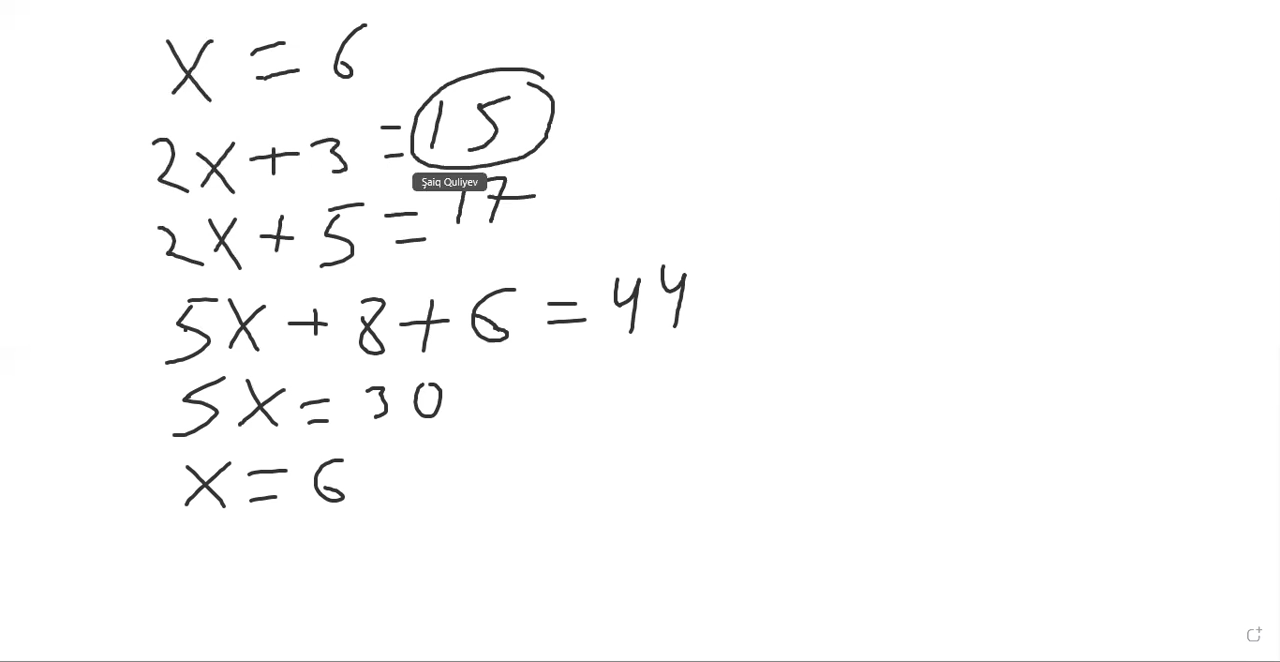 x = 6
2x + 3 = 15
Şaiq Quliyev
2x + 5 = 17
5x + 8 + 6 = 44
5x = 30
x = 6